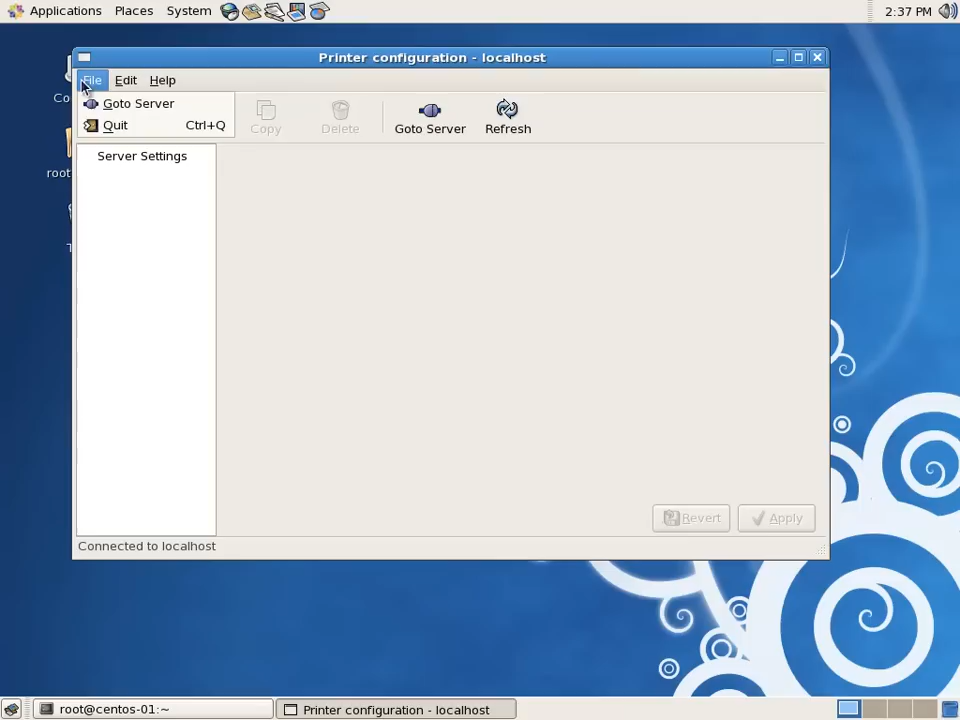 Applications Places System 2:37 PM
Printer configuration - localhost
File Edit Help
Goto Server
Quit Ctrl+Q
Copy Delete Goto Server Refresh
Server Settings
Co
root
T
Revert Apply
Connected to localhost
root@centos-01:~ Printer configuration - localhost